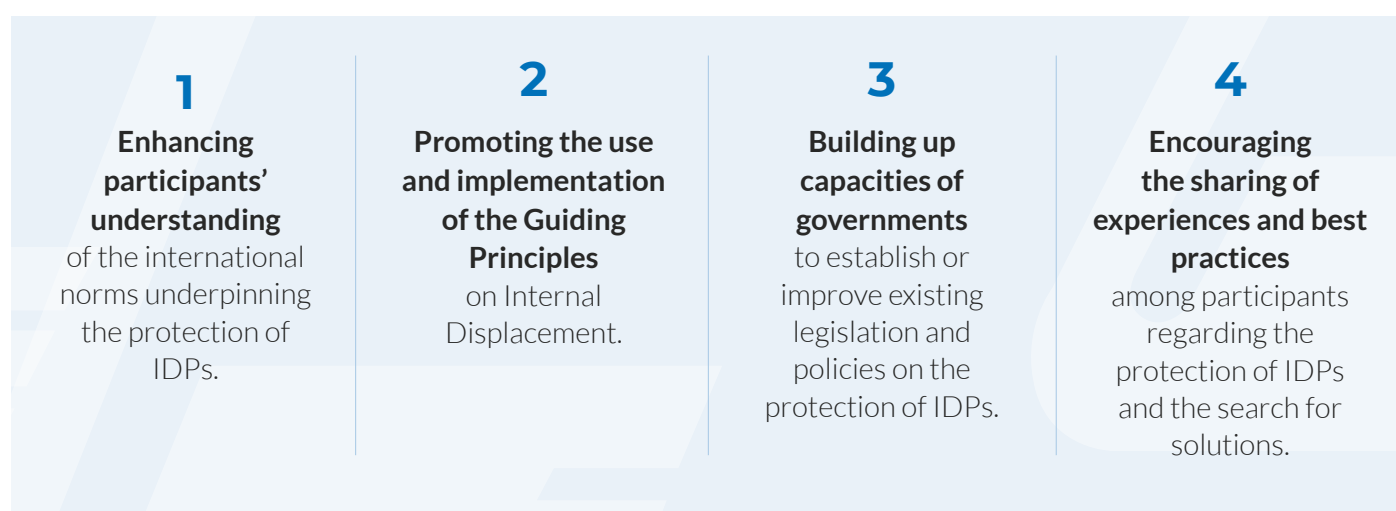 1
Enhancing
participants’
understanding
of the international
norms underpinning
the protection of
IDPs.
2
Promoting the use
and implementation
of the Guiding
Principles
on Internal
Displacement.
3
Building up
capacities of
governments
to establish or
improve existing
legislation and
policies on the
protection of IDPs.
4
Encouraging
the sharing of
experiences and best
practices
among participants
regarding the
protection of IDPs
and the search for
solutions.